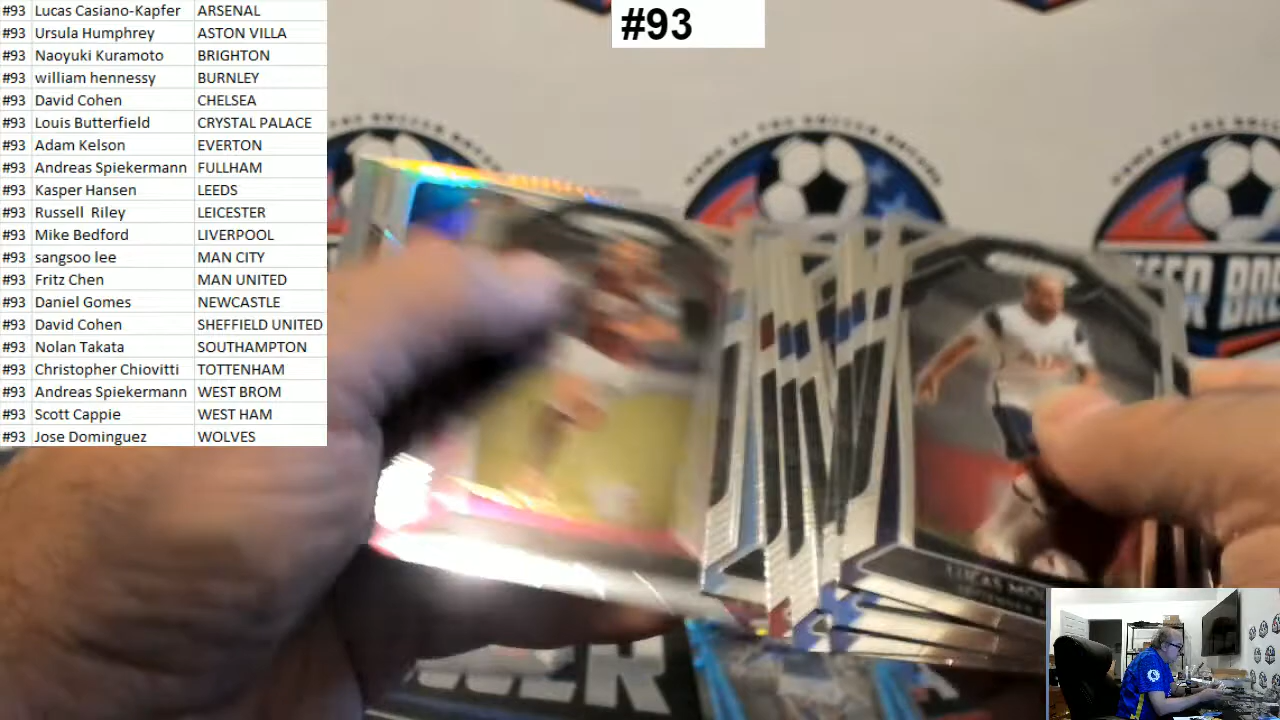 #93 Lucas Casiano-Kapfer ARSENAL
#93 Ursula Humphrey ASTON VILLA
#93 Naoyuki Kuramoto BRIGHTON
#93 william hennessy BURNLEY
#93 David Cohen CHELSEA
#93 Louis Butterfield CRYSTAL PALACE
#93 Adam Kelson EVERTON
#93 Andreas Spiekermann FULLHAM
#93 Kasper Hansen LEEDS
#93 Russell Riley LEICESTER
#93 Mike Bedford LIVERPOOL
#93 sangsoo lee MAN CITY
#93 Fritz Chen MAN UNITED
#93 Daniel Gomes NEWCASTLE
#93 David Cohen SHEFFIELD UNITED
#93 Nolan Takata SOUTHAMPTON
#93 Christopher Chiovitti TOTTENHAM
#93 Andreas Spiekermann WEST BROM
#93 Scott Cappie WEST HAM
#93 Jose Dominguez WOLVES
#93
LUCAS